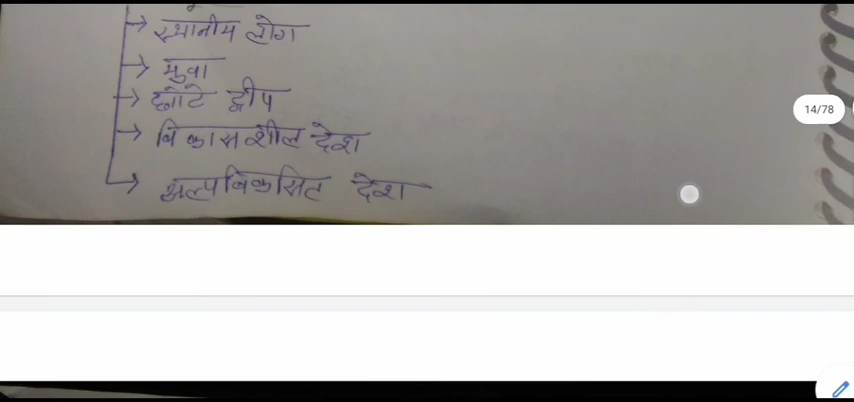 → स्थानीय लोग
→ युवा
→ छोटे द्वीप
→ विकासशील देश
→ अल्पविकसित देश
14/78